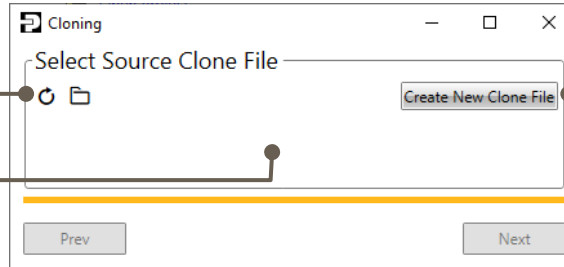 Cloning
Select Source Clone File
Create New Clone File
Prev
Next